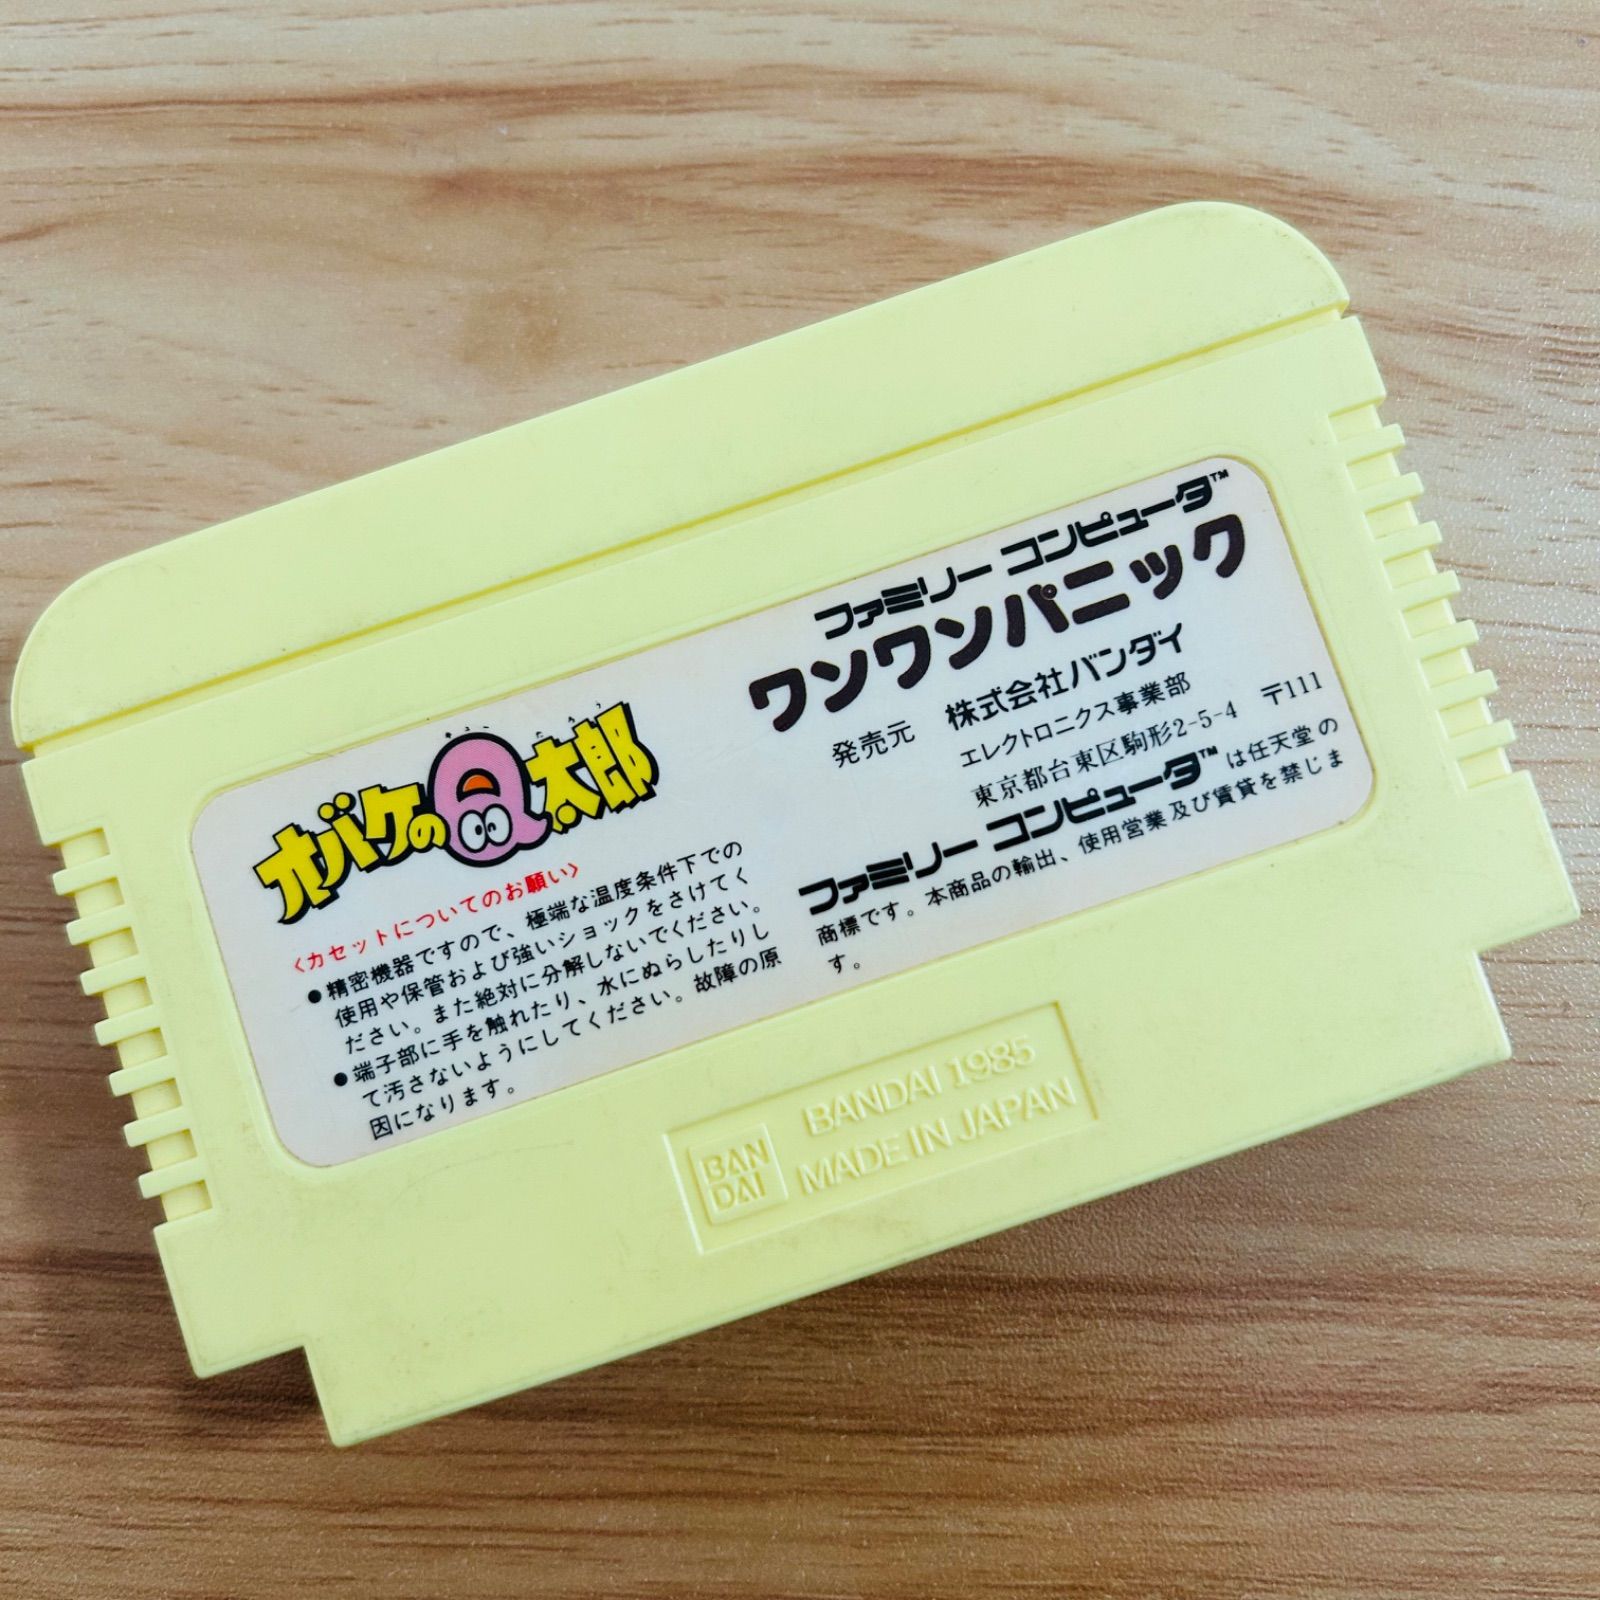 オバケのQ太郎
〈カセットについてのお願い〉
●精密機器ですので、極端な温度条件下での
使用や保管および強いショックをさけてく
ださい。また絶対に分解しないでください。
●端子部に手を触れたり、水にぬらしたりし
て汚さないようにしてください。故障の原
因になります。
ファミリー コンピュータ™
ワンワンパニック
発売元 株式会社バンダイ
エレクトロニクス事業部
東京都台東区駒形2-5-4 〒111
ファミリー コンピュータ™は任天堂の
商標です。本商品の輸出、使用営業及び賃貸を禁じま
す。
BAN
DAI
BANDAI 1985
MADE IN JAPAN